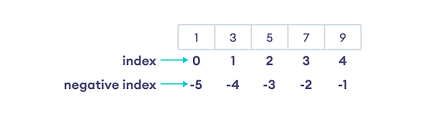 1 3 5 7 9
index 0 1 2 3 4
negative index -5 -4 -3 -2 -1